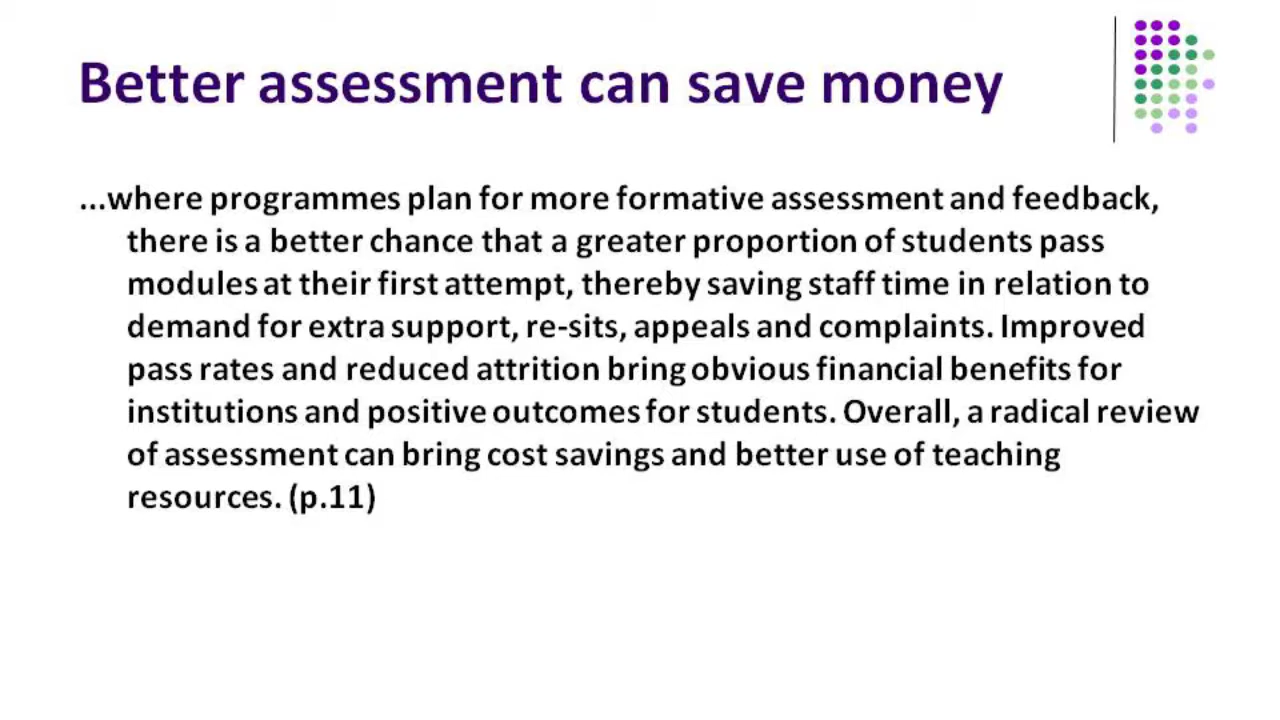 Better assessment can save money
...where programmes plan for more formative assessment and feedback,
there is a better chance that a greater proportion of students pass
modules at their first attempt, thereby saving staff time in relation to
demand for extra support, re-sits, appeals and complaints. Improved
pass rates and reduced attrition bring obvious financial benefits for
institutions and positive outcomes for students. Overall, a radical review
of assessment can bring cost savings and better use of teaching
resources. (p.11)